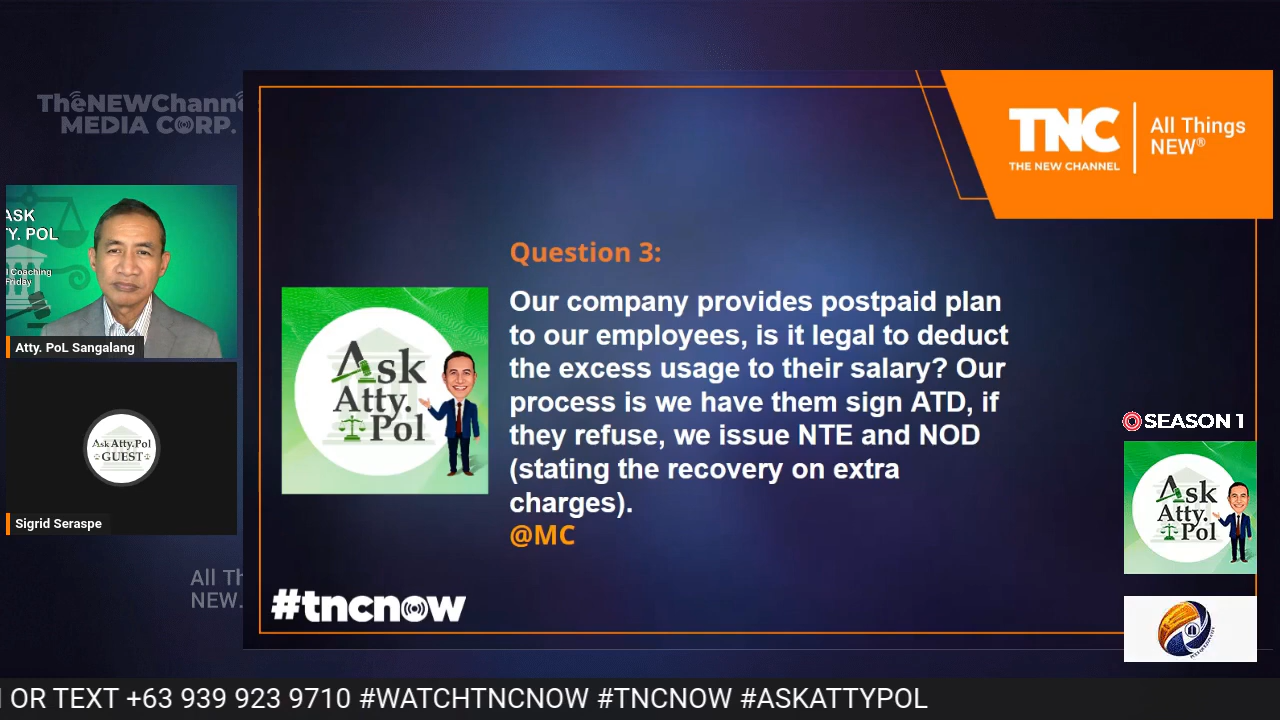 TheNEWChanne
MEDIA CORP.
TNC
THE NEW CHANNEL
All Things
NEW®
ASK
TY. POL
l Coaching
Friday
Atty. PoL Sangalang
Ask Atty.Pol
GUEST
Sigrid Seraspe
Question 3:
Our company provides postpaid plan
to our employees, is it legal to deduct
the excess usage to their salary? Our
process is we have them sign ATD, if
they refuse, we issue NTE and NOD
(stating the recovery on extra
charges).
@MC
Ask
Atty.
Pol
SEASON 1
Ask
Atty.
Pol
All Th
NEW.
#tncnow
OR TEXT +63 939 923 9710 #WATCHTNCNOW #TNCNOW #ASKATTYPOL